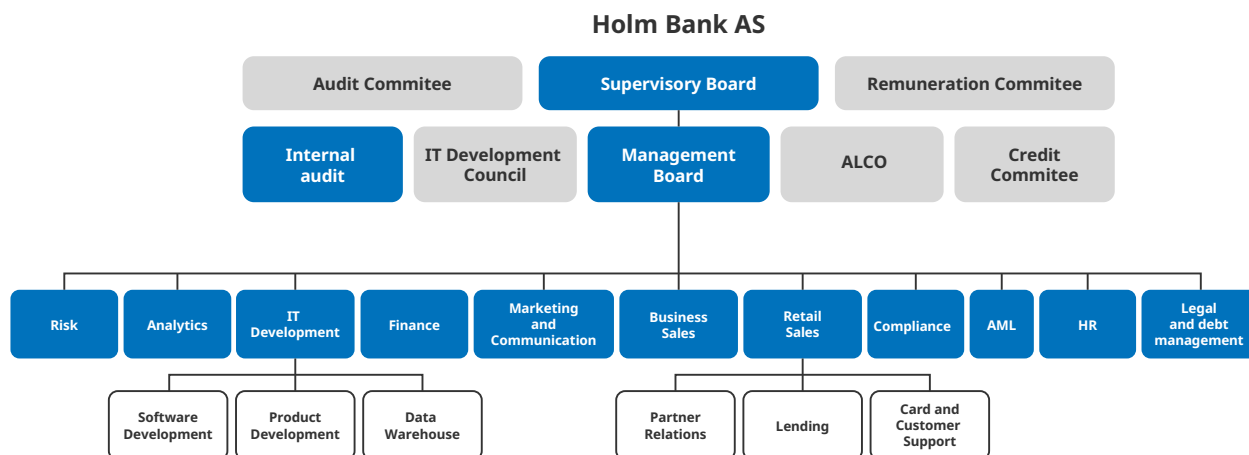 Holm Bank AS
Audit Commitee
Supervisory Board
Remuneration Commitee
Internal
audit
IT Development
Council
Management
Board
ALCO
Credit
Commitee
Risk
Analytics
IT
Development
Finance
Marketing
and
Communication
Business
Sales
Retail
Sales
Compliance
AML
HR
Legal
and debt
management
Software
Development
Product
Development
Data
Warehouse
Partner
Relations
Lending
Card and
Customer
Support